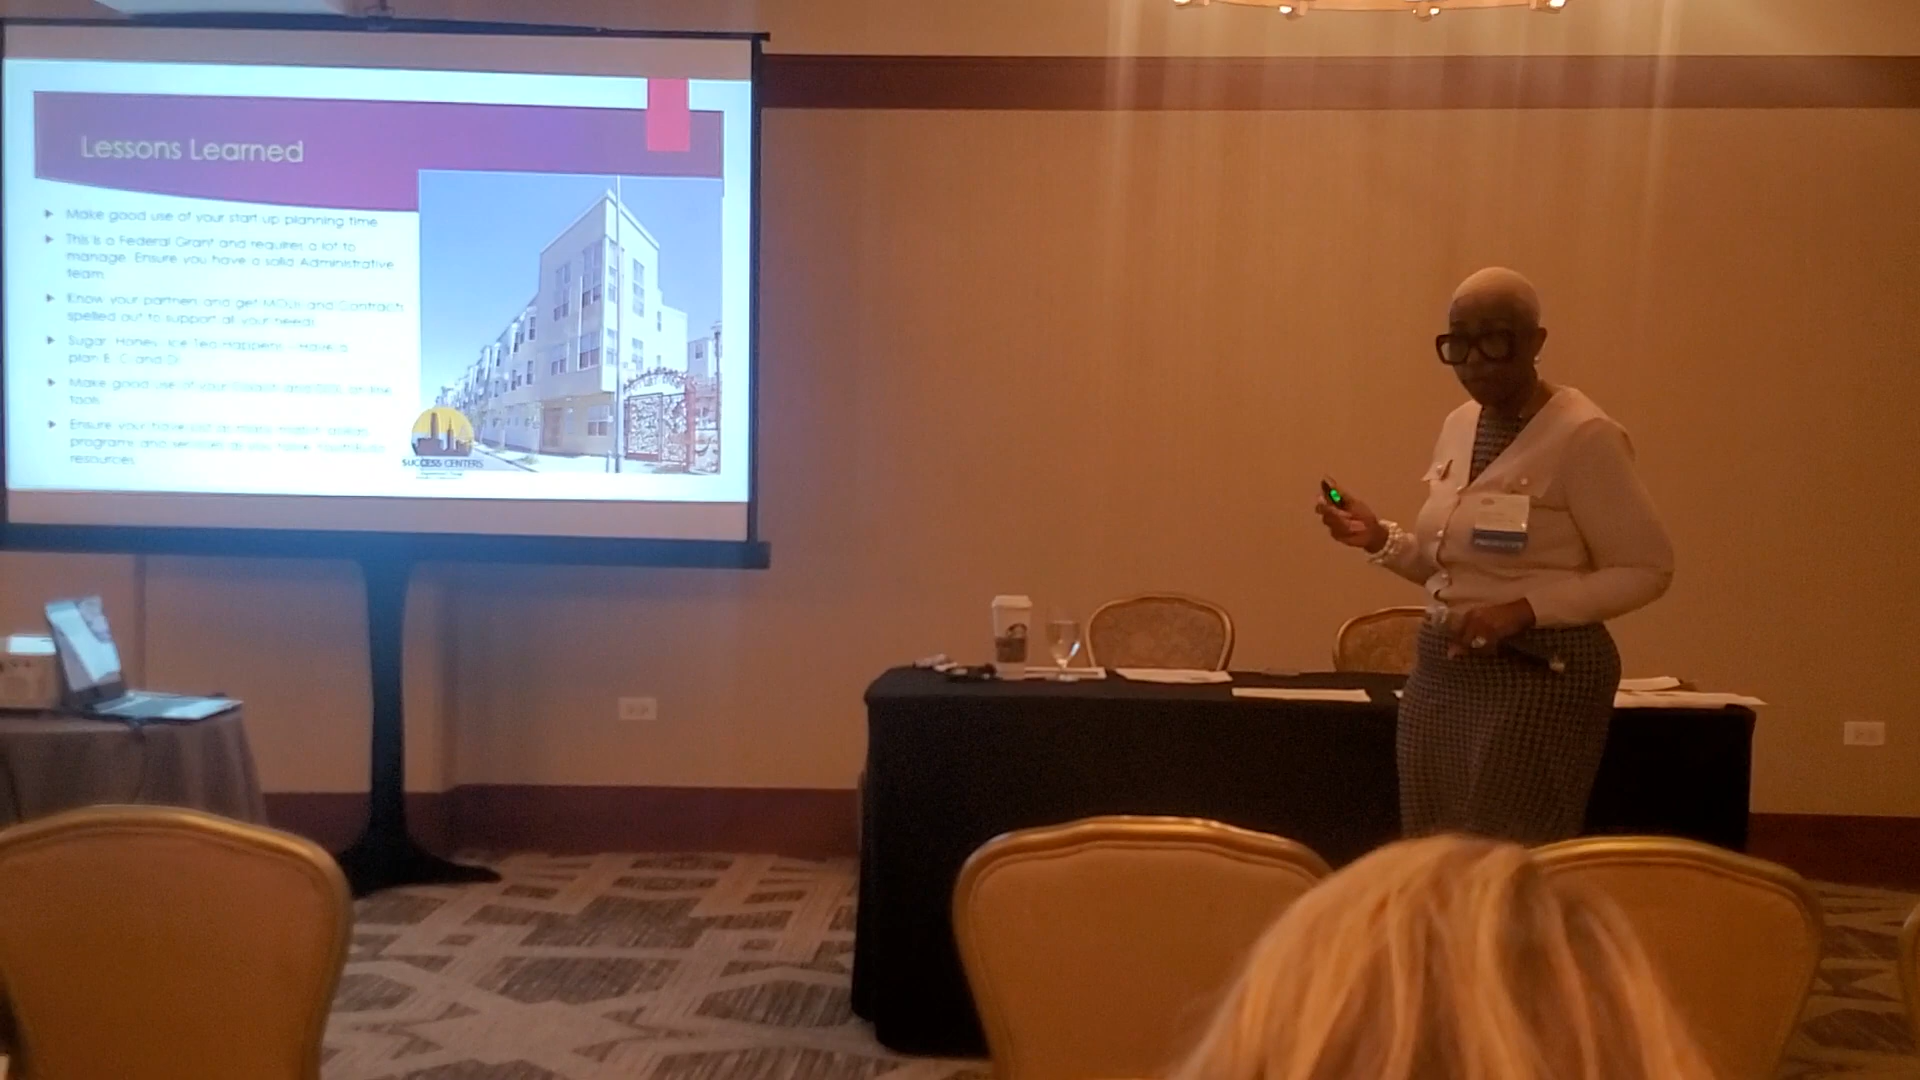 Lessons Learned
Make good use of your start up planning time
This is a Federal Grant and requires a lot to
manage. Ensure you have a solid Administrative
team
Know your partners and get MOUs and Contracts
spelled out to support all your needs
Sugar Honey Ice Tea Happens Have a
plan B C and D
Make good use of your
tools
Ensure your have
programs and services as you have
resources
SUCCESS CENTERS